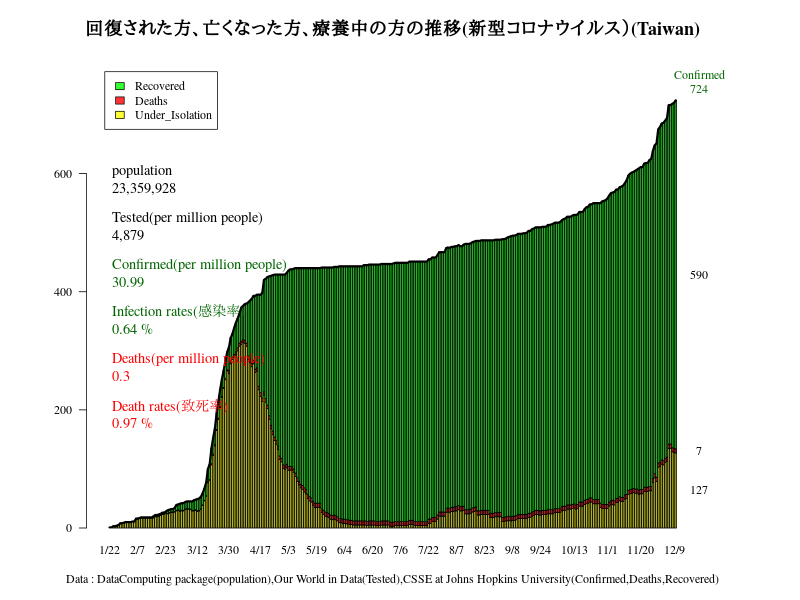 回復された方、亡くなった方、療養中の方の推移(新型コロナウイルス)(Taiwan)
Confirmed
724
Recovered
Deaths
Under_Isolation
population
23,359,928
Tested(per million people)
4,879
Confirmed(per million people)
30.99
Infection rates(感染率)
0.64 %
Deaths(per million people)
0.3
Death rates(致死率)
0.97 %
600
400
200
0
590
7
127
1/22 2/7 2/23 3/12 3/30 4/17 5/3 5/19 6/4 6/20 7/6 7/22 8/7 8/23 9/8 9/24 10/13 11/1 11/20 12/9
Data : DataComputing package(population),Our World in Data(Tested),CSSE at Johns Hopkins University(Confirmed,Deaths,Recovered)